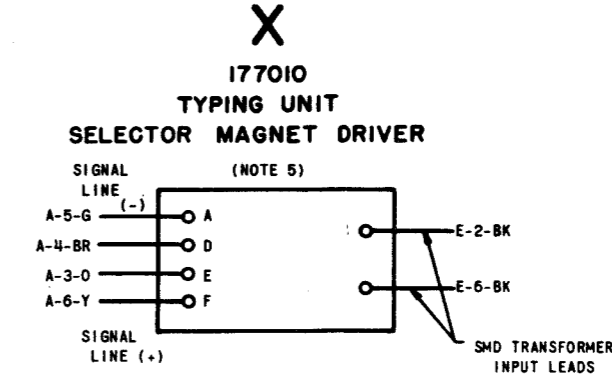 X
177010
TYPING UNIT
SELECTOR MAGNET DRIVER
(NOTE 5)
SIGNAL
LINE
(-)
A-5-G
A
A-4-BR
D
A-3-O
E
A-6-Y
F
SIGNAL
LINE (+)
E-2-BK
E-6-BK
SMD TRANSFORMER
INPUT LEADS